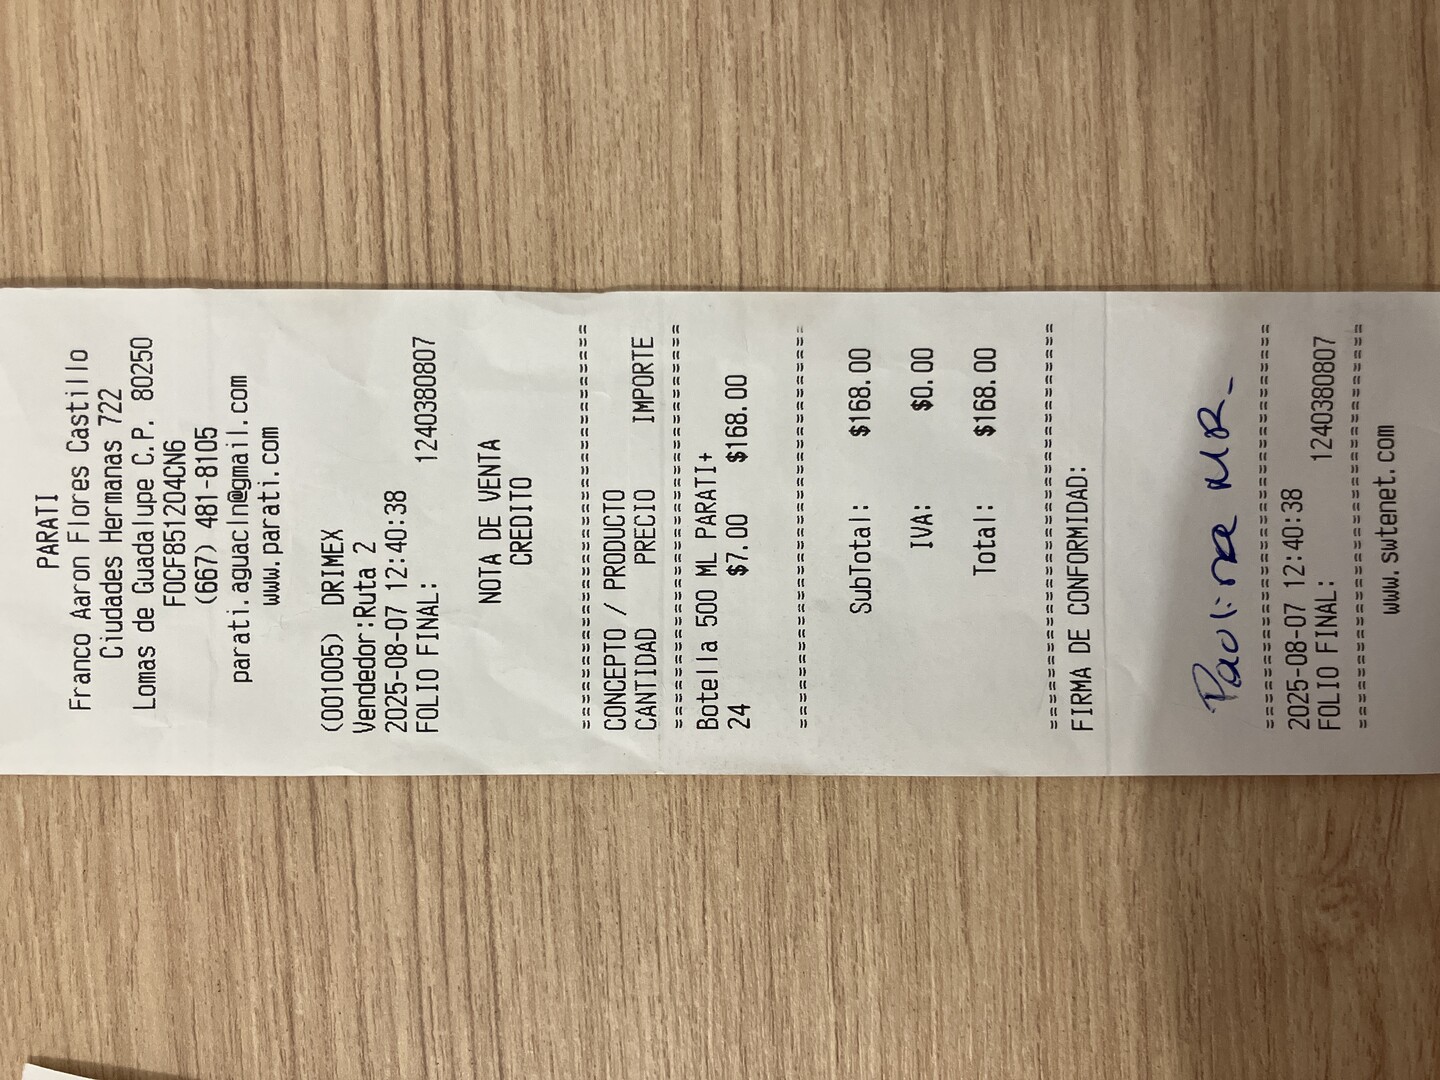 PARATI
Franco Aaron Flores Castillo
Ciudades Hermanas 722
Lomas de Guadalupe C.P. 80250
FOCF851204CN6
(667) 481-8105
parati.aguacln@gmail.com
www.parati.com
(001005) DRIMEX
Vendedor:Ruta 2
2025-08-07 12:40:38
FOLIO FINAL: 1240380807
NOTA DE VENTA
CREDITO
==============================
CONCEPTO / PRODUCTO
CANTIDAD PRECIO IMPORTE
==============================
Botella 500 ML PARATI+
24 $7.00 $168.00
==============================
SubTotal: $168.00
IVA: $0.00
Total: $168.00
==============================
FIRMA DE CONFORMIDAD:
Paulina MR.
==============================
2025-08-07 12:40:38
FOLIO FINAL: 1240380807
==============================
www.swtenet.com